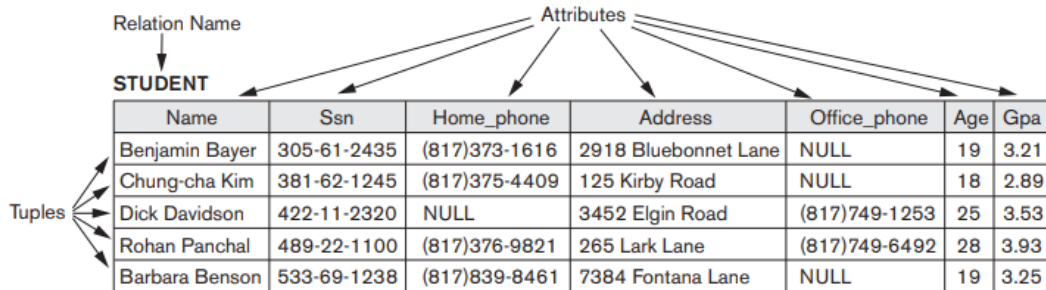 Attributes
Relation Name
STUDENT
Name Ssn Home_phone Address Office_phone Age Gpa
Benjamin Bayer 305-61-2435 (817)373-1616 2918 Bluebonnet Lane NULL 19 3.21
Chung-cha Kim 381-62-1245 (817)375-4409 125 Kirby Road NULL 18 2.89
Tuples Dick Davidson 422-11-2320 NULL 3452 Elgin Road (817)749-1253 25 3.53
Rohan Panchal 489-22-1100 (817)376-9821 265 Lark Lane (817)749-6492 28 3.93
Barbara Benson 533-69-1238 (817)839-8461 7384 Fontana Lane NULL 19 3.25